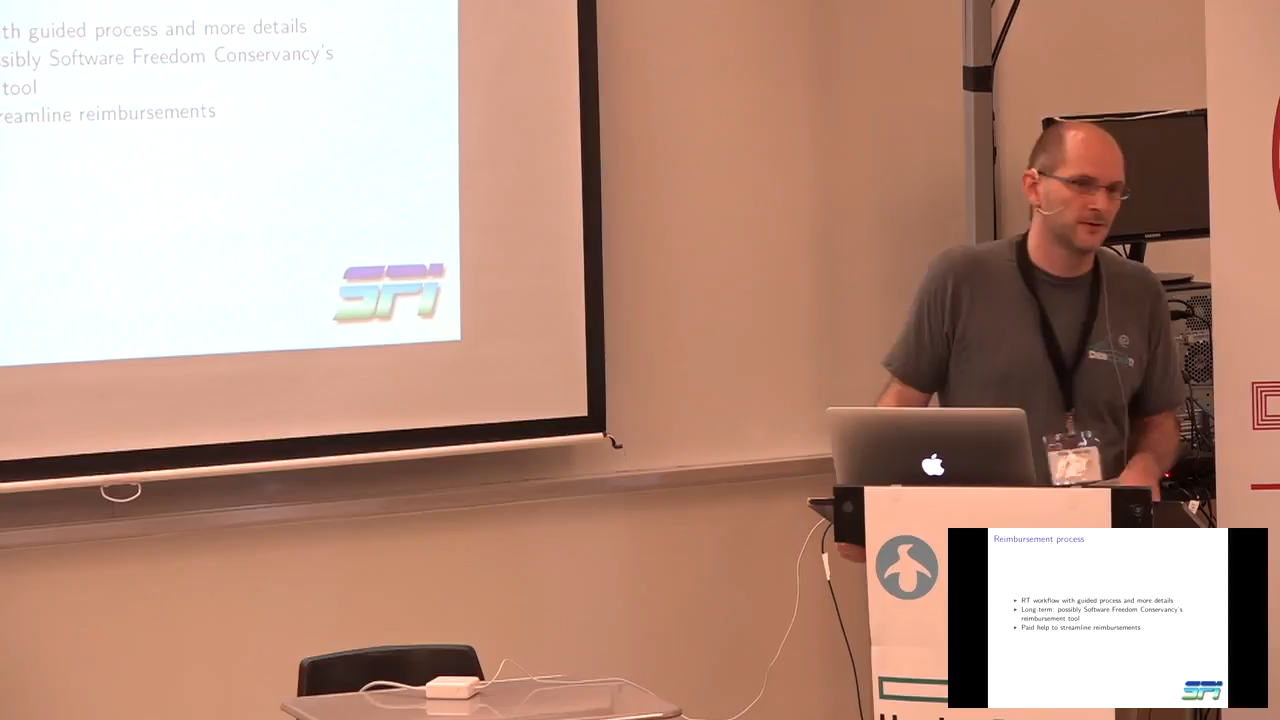 th guided process and more details
sibly Software Freedom Conservancy's
tool
reamline reimbursements
SPI
SAMSUNG
Reimbursement process
▸ RT workflow with guided process and more details
▸ Long-term: possibly Software Freedom Conservancy's
reimbursement tool
▸ Paid help to streamline reimbursements
SPI